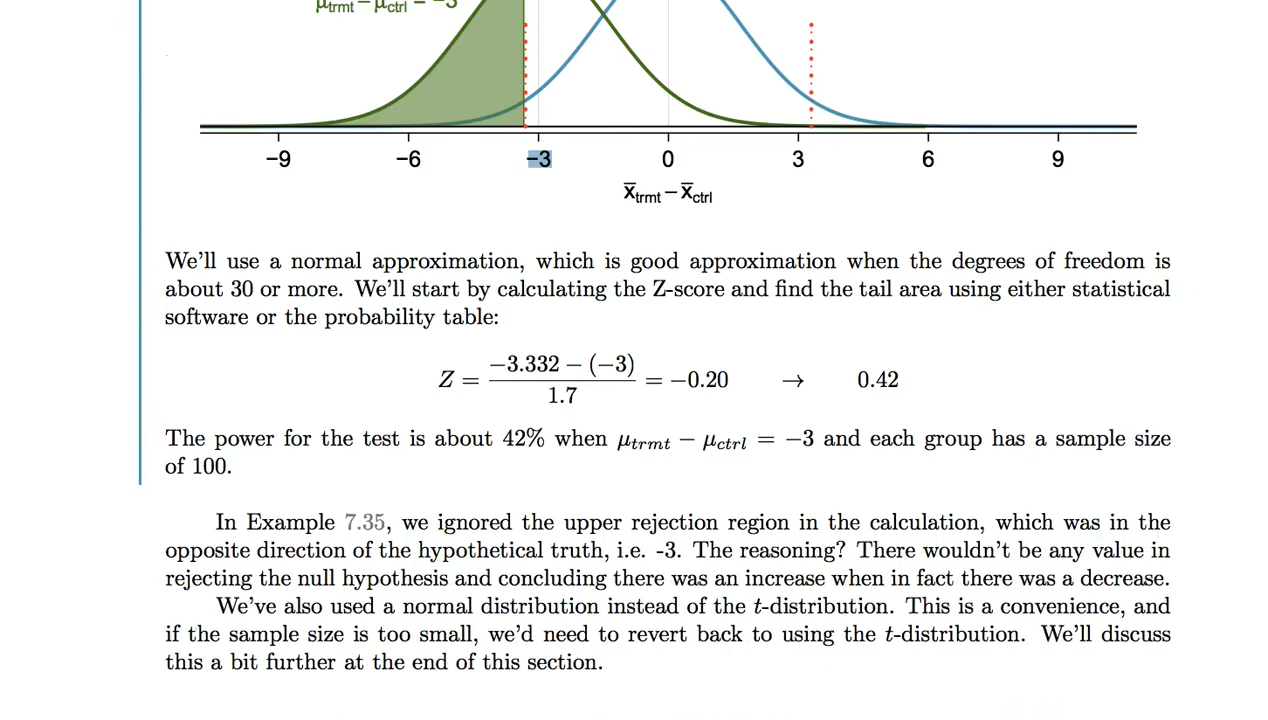 μtrmt − μctrl = −3
−9 −6 −3 0 3 6 9
x̅trmt − x̅ctrl
We'll use a normal approximation, which is good approximation when the degrees of freedom is
about 30 or more. We'll start by calculating the Z-score and find the tail area using either statistical
software or the probability table:
Z = −3.332 − (−3) / 1.7 = −0.20 → 0.42
The power for the test is about 42% when μtrmt − μctrl = −3 and each group has a sample size
of 100.
In Example 7.35, we ignored the upper rejection region in the calculation, which was in the
opposite direction of the hypothetical truth, i.e. -3. The reasoning? There wouldn't be any value in
rejecting the null hypothesis and concluding there was an increase when in fact there was a decrease.
We've also used a normal distribution instead of the t-distribution. This is a convenience, and
if the sample size is too small, we'd need to revert back to using the t-distribution. We'll discuss
this a bit further at the end of this section.